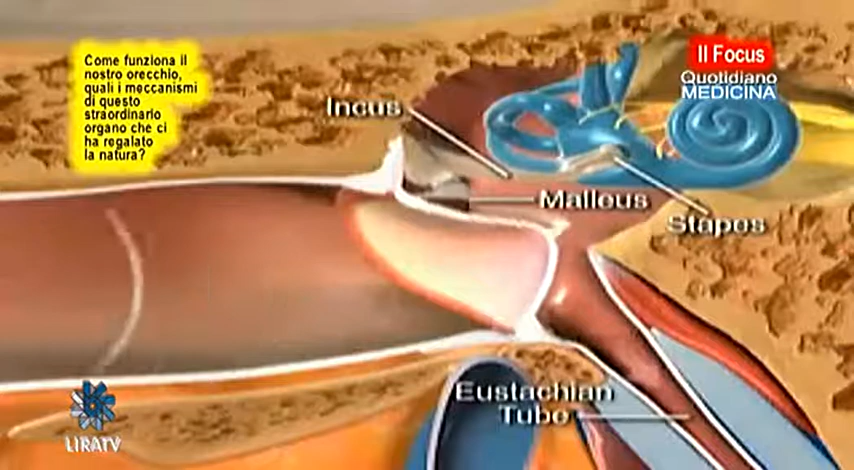 Come funziona il
nostro orecchio,
quali i meccanismi
di questo
straordinario
organo che ci
ha regalato
la natura?
Il Focus
Quotidiano
MEDICINA
Incus
Malleus
Stapes
Eustachian
Tube
LIRATV